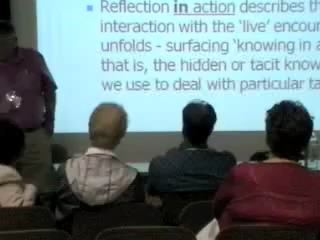 Reflection in action describes th
interaction with the ‘live’ encou
unfolds - surfacing ‘knowing in a
that is, the hidden or tacit know
we use to deal with particular ta